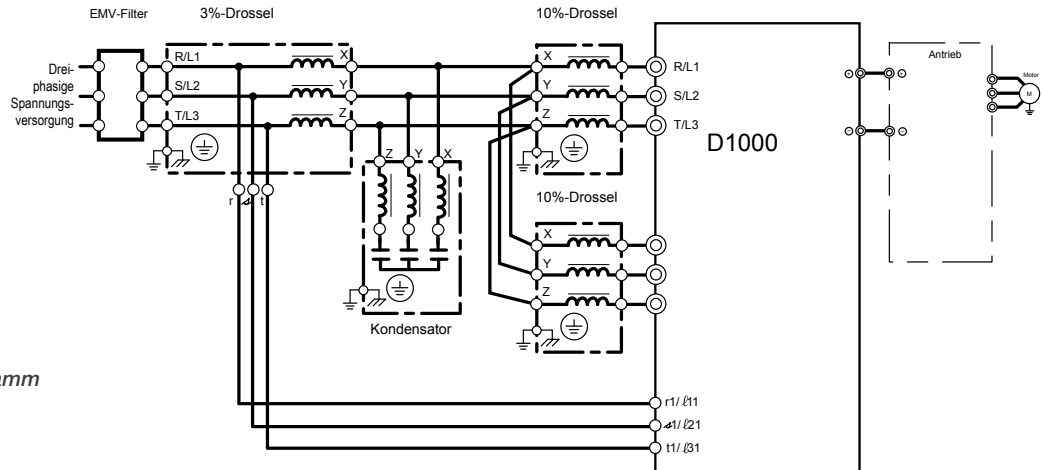 EMV-Filter
3%-Drossel
10%-Drossel
Drei-
phasige
Spannungs-
versorgung
R/L1
S/L2
T/L3
X
Y
Z
r
s
t
Z Y X
Kondensator
X
Y
Z
R/L1
S/L2
T/L3
D1000
10%-Drossel
X
Y
Z
r1/ℓ11
s1/ℓ21
t1/ℓ31
Antrieb
Motor
M
amm